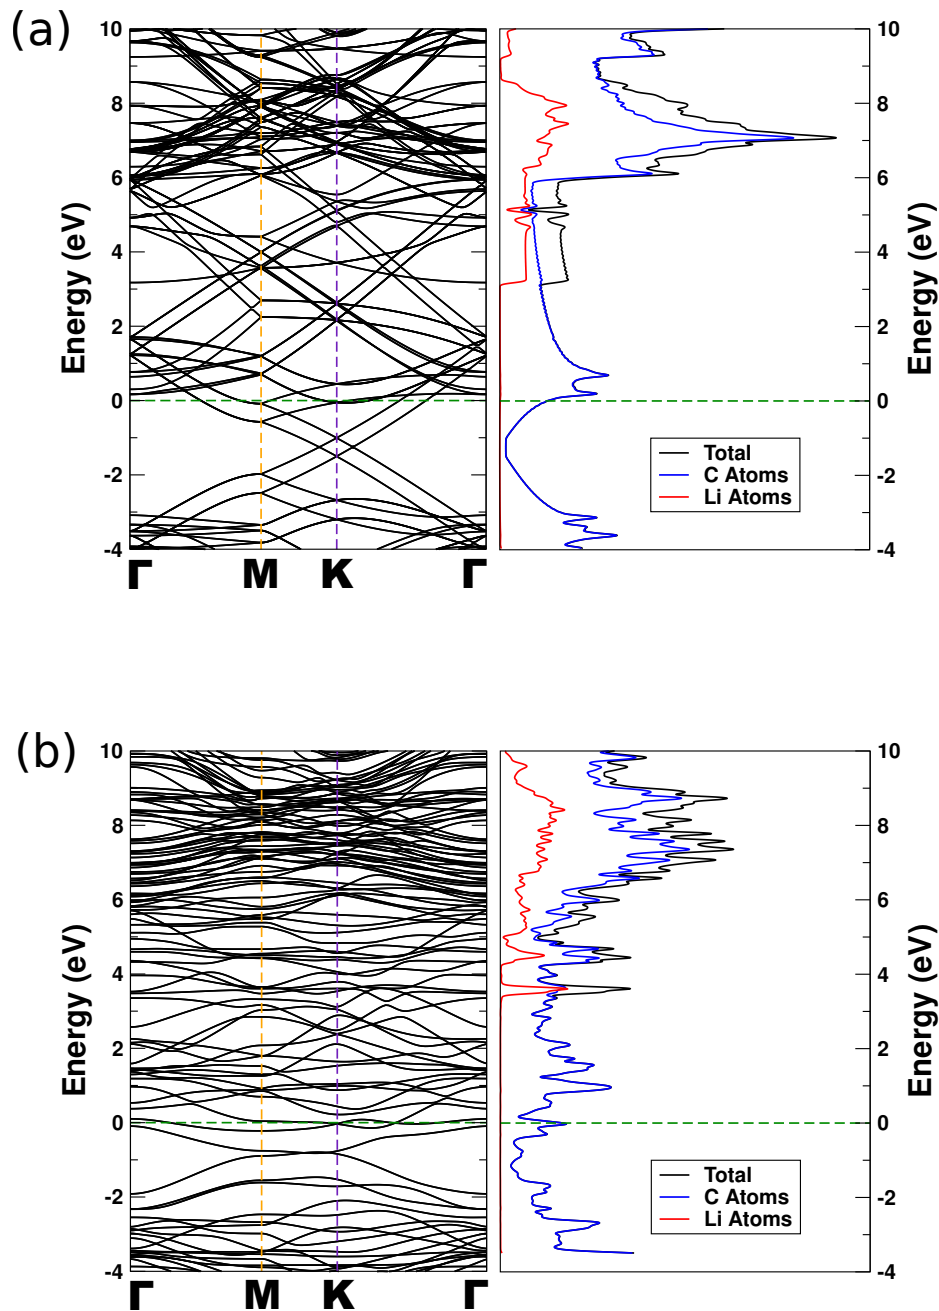 (a)
Energy (eV)
10
8
6
4
2
0
-2
-4
Γ M K Γ
Total
C Atoms
Li Atoms
10
8
6
4
2
0
-2
-4
Energy (eV)
(b)
Energy (eV)
10
8
6
4
2
0
-2
-4
Γ M K Γ
Total
C Atoms
Li Atoms
10
8
6
4
2
0
-2
-4
Energy (eV)